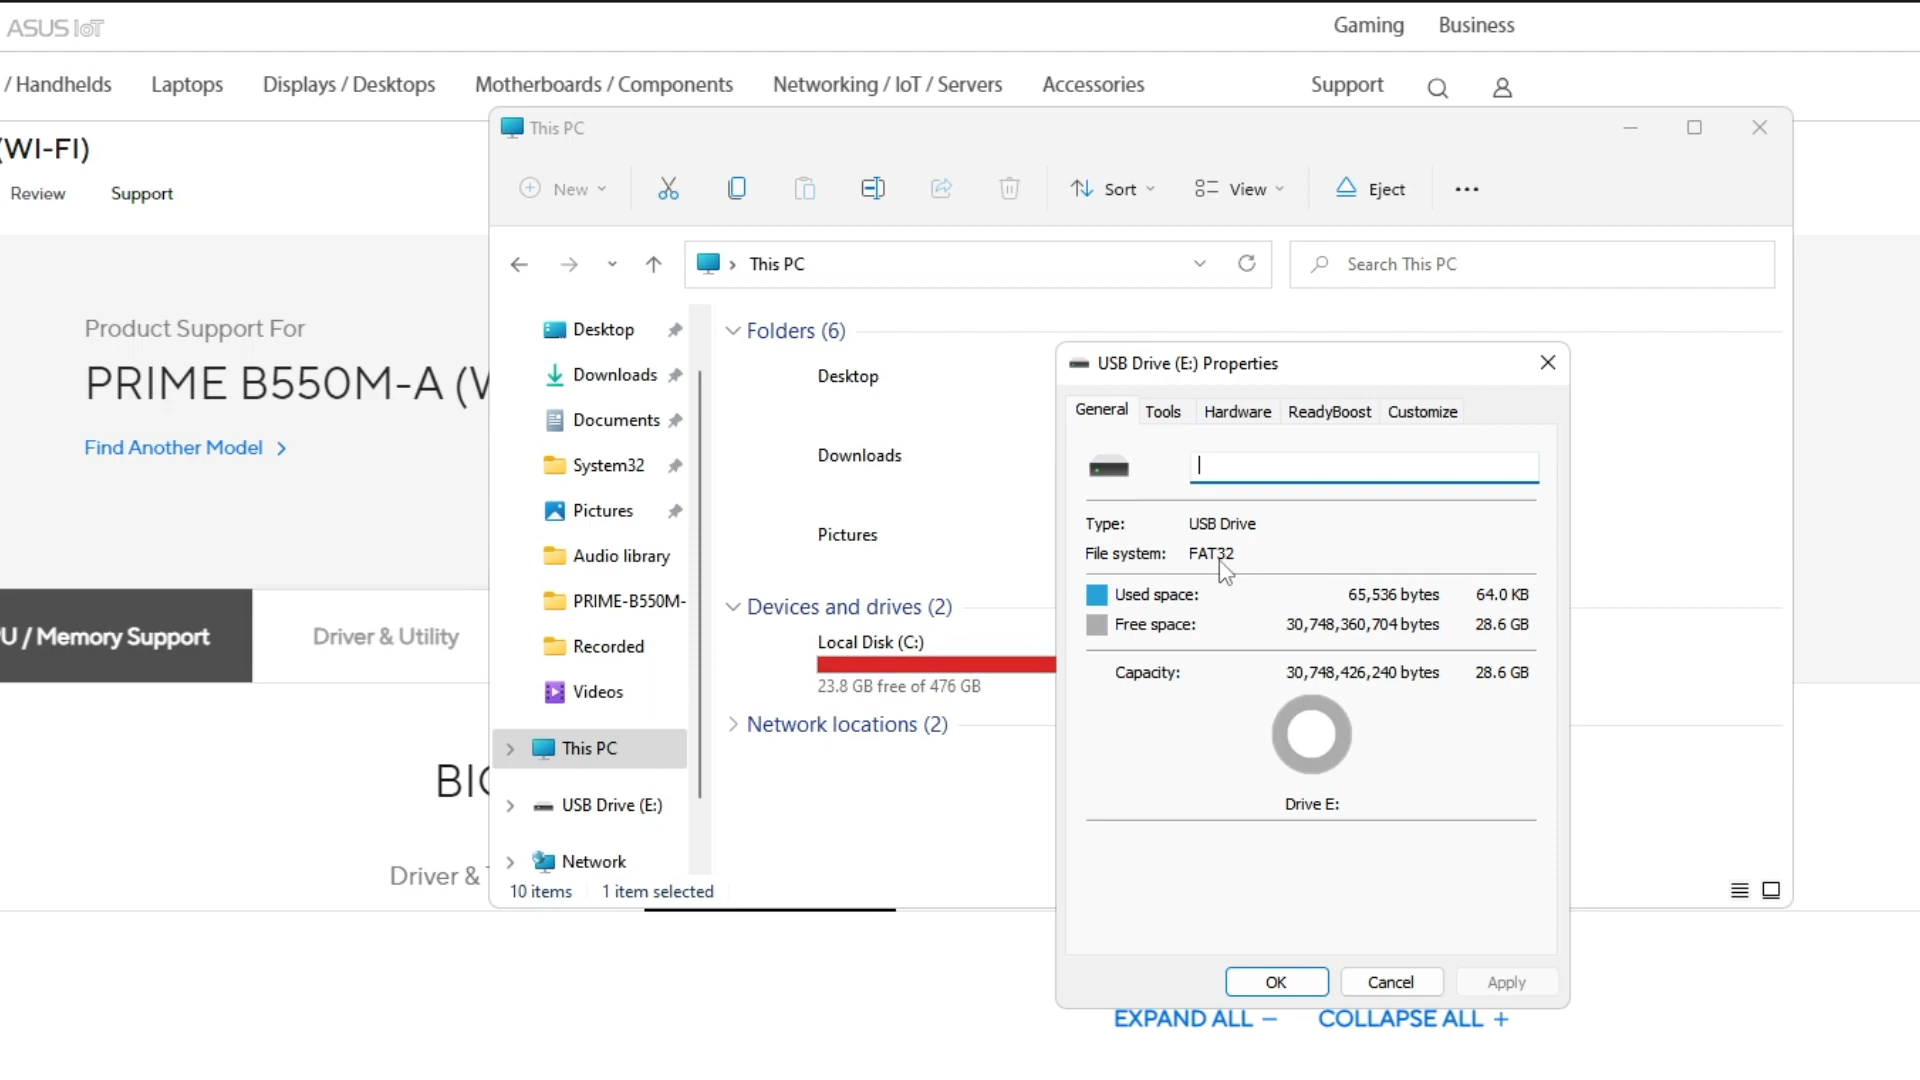 ASUS IoT
Gaming Business
/ Handhelds Laptops Displays / Desktops Motherboards / Components Networking / IoT / Servers Accessories Support
(WI-FI)
Review Support
Product Support For
PRIME B550M-A (W
Find Another Model >
U / Memory Support Driver & Utility
BIO
Driver &
EXPAND ALL − COLLAPSE ALL +
This PC
New Sort View Eject ...
This PC
Search This PC
Desktop
Downloads
Documents
System32
Pictures
Audio library
PRIME-B550M-
Recorded
Videos
This PC
USB Drive (E:)
Network
Folders (6)
Desktop
Downloads
Pictures
Devices and drives (2)
Local Disk (C:)
23.8 GB free of 476 GB
Network locations (2)
10 items 1 item selected
USB Drive (E:) Properties
General Tools Hardware ReadyBoost Customize
Type: USB Drive
File system: FAT32
Used space: 65,536 bytes 64.0 KB
Free space: 30,748,360,704 bytes 28.6 GB
Capacity: 30,748,426,240 bytes 28.6 GB
Drive E:
OK Cancel Apply